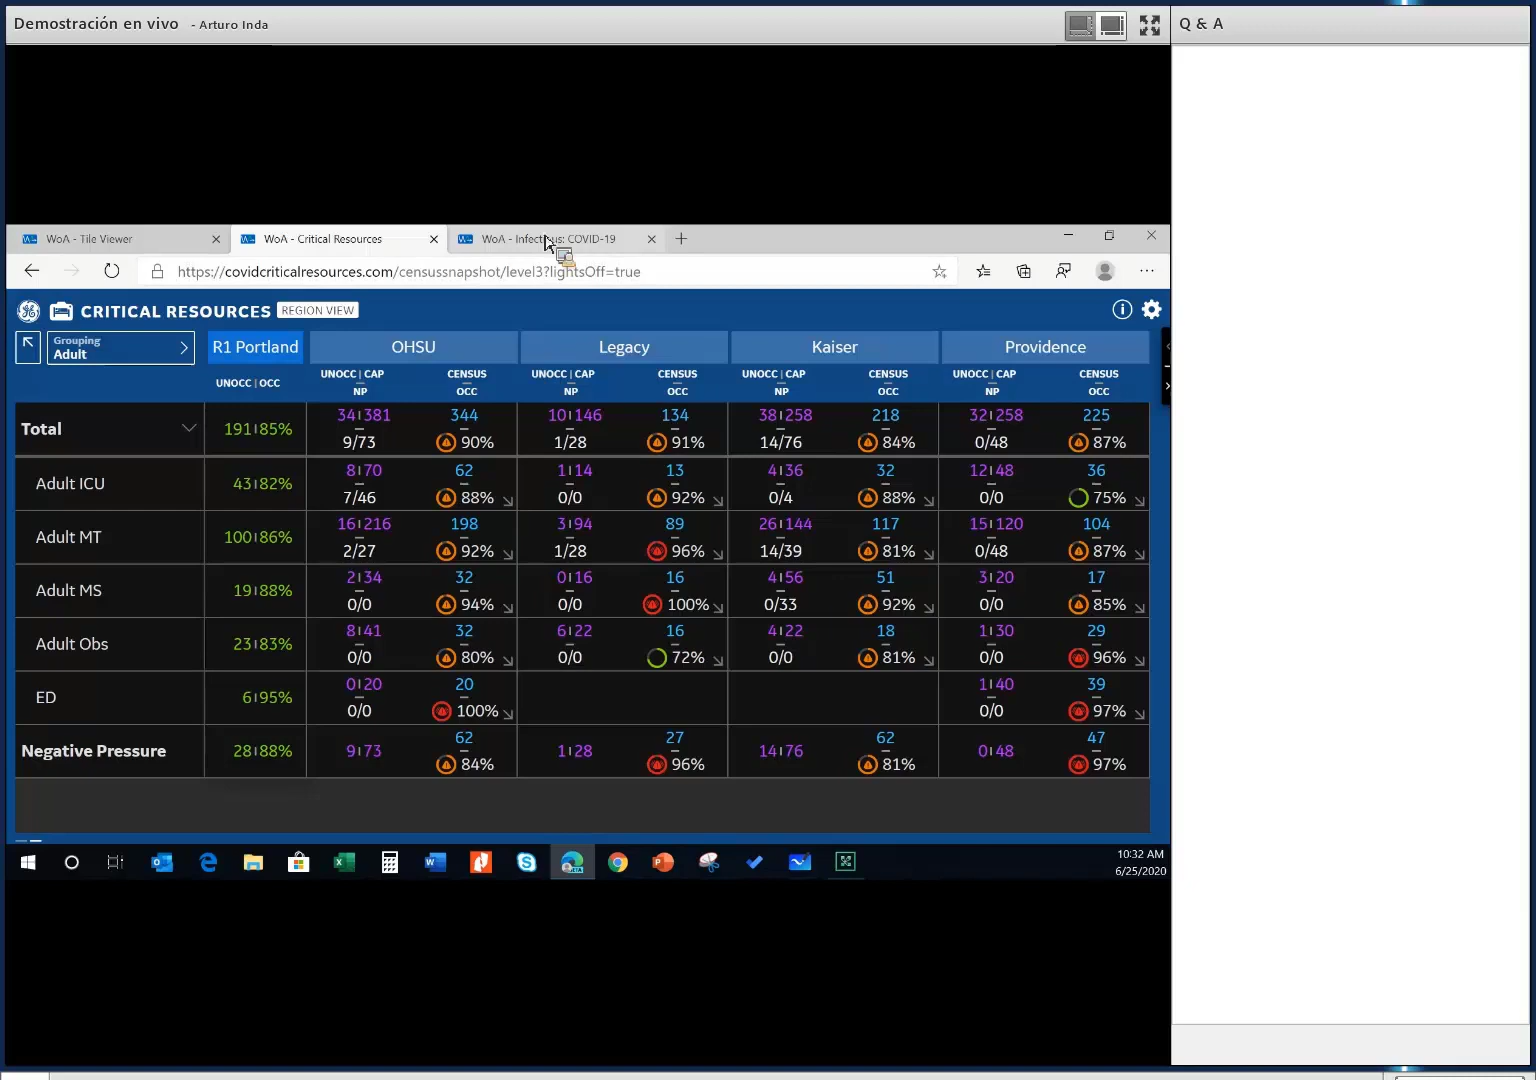 Demostración en vivo - Arturo Inda
Q & A
WoA - Tile Viewer
WoA - Critical Resources
WoA - Infectious: COVID-19
https://covidcriticalresources.com/censussnapshot/level3?lightsOff=true
CRITICAL RESOURCES REGION VIEW
Grouping
Adult
R1 Portland OHSU Legacy Kaiser Providence
UNOCC | OCC UNOCC | CAP NP CENSUS OCC UNOCC | CAP NP CENSUS OCC UNOCC | CAP NP CENSUS OCC UNOCC | CAP NP CENSUS OCC
34|381 344 10|146 134 38|258 218 32|258 225
Total 191|85%
9/73 90% 1/28 91% 14/76 84% 0/48 87%
8|70 62 1|14 13 4|36 32 12|48 36
Adult ICU 43|82%
7/46 88% 0/0 92% 0/4 88% 0/0 75%
16|216 198 3|94 89 26|144 117 15|120 104
Adult MT 100|86%
2/27 92% 1/28 96% 14/39 81% 0/48 87%
2|34 32 0|16 16 4|56 51 3|20 17
Adult MS 19|88%
0/0 94% 0/0 100% 0/33 92% 0/0 85%
8|41 32 6|22 16 4|22 18 1|30 29
Adult Obs 23|83%
0/0 80% 0/0 72% 0/0 81% 0/0 96%
0|20 20 1|40 39
ED 6|95%
0/0 100% 0/0 97%
62 27 62 47
Negative Pressure 28|88% 9|73 1|28 14|76 0|48
84% 96% 81% 97%
10:32 AM
6/25/2020